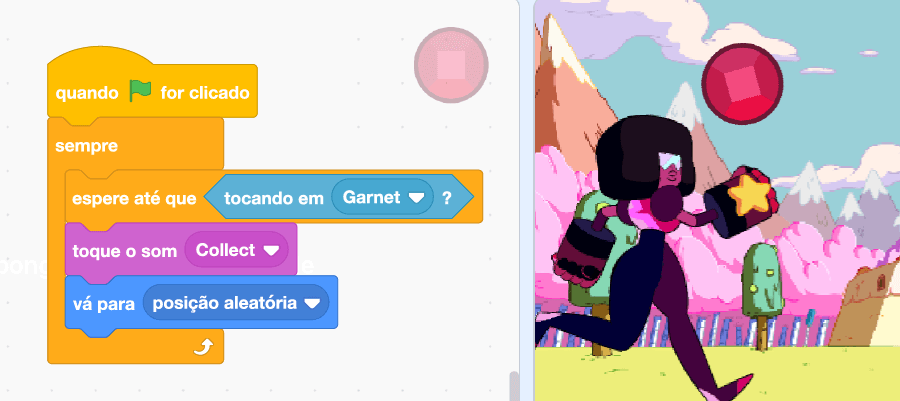 quando for clicado
sempre
espere até que tocando em Garnet ?
toque o som Collect
vá para posição aleatória